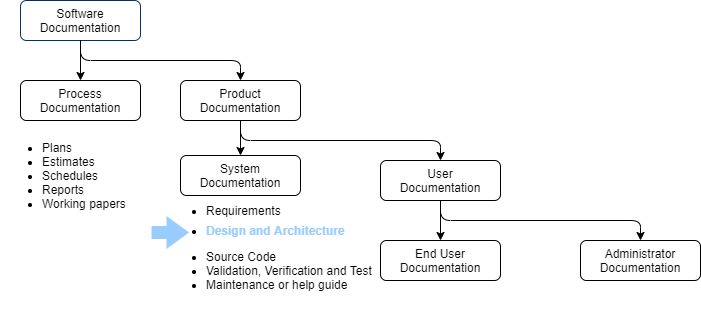 Software
Documentation
Process
Documentation
Product
Documentation
Plans
Estimates
Schedules
Reports
Working papers
System
Documentation
User
Documentation
Requirements
Design and Architecture
Source Code
Validation, Verification and Test
Maintenance or help guide
End User
Documentation
Administrator
Documentation